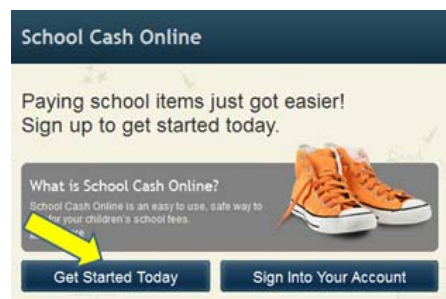 School Cash Online
Paying school items just got easier!
Sign up to get started today.
What is School Cash Online?
School Cash Online is an easy to use, safe way to
for your children's school fees.
Get Started Today
Sign Into Your Account